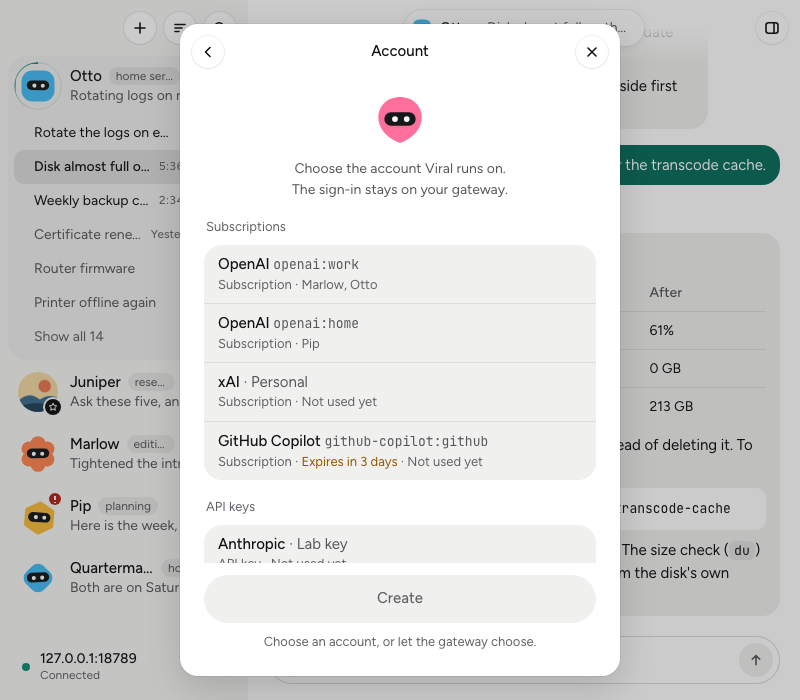 Otto home ser...
Rotating logs on r
Rotate the logs on e...
Disk almost full o... 5:36
Weekly backup c... 2:34
Certificate rene... Yeste
Router firmware
Printer offline again
Show all 14
Juniper rese...
Ask these five, an
Marlow editi...
Tightened the intr
Pip planning
Here is the week,
Quarterma... ho
Both are on Satur
127.0.0.1:18789
Connected
Account
Choose the account Viral runs on.
The sign-in stays on your gateway.
Subscriptions
OpenAI openai:work
Subscription · Marlow, Otto
OpenAI openai:home
Subscription · Pip
xAI · Personal
Subscription · Not used yet
GitHub Copilot github-copilot:github
Subscription · Expires in 3 days · Not used yet
API keys
Anthropic · Lab key
API key · Not used yet
Create
Choose an account, or let the gateway choose.
date
side first
the transcode cache.
After
61%
0 GB
213 GB
ead of deleting it. To
transcode-cache
The size check ( du )
m the disk's own